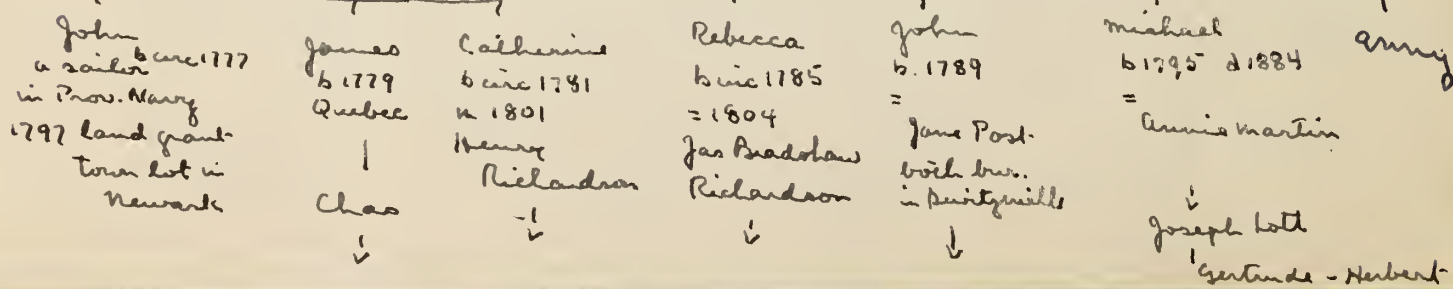 John
b circ 1777
a sailor
in Prov. Navy
1797 land grant
town lot in
Newark
James
b 1779
Quebec
Chas
Catherine
b circ 1781
m 1801
Henry
Richardson
Rebecca
b circ 1785
= 1804
Jas Bradshaw
Richardson
John
b. 1789
=
Jane Post
both bur.
in
Michael
b 1795 d 1884
=
Annie Martin
Joseph Lott
Gertrude - Herbert